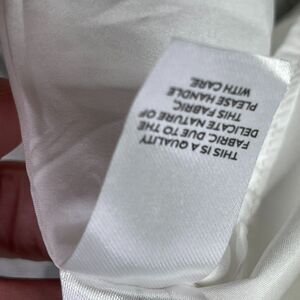 THIS IS A QUALITY
FABRIC. DUE TO THE
DELICATE NATURE OF
THIS FABRIC,
PLEASE HANDLE
WITH CARE.